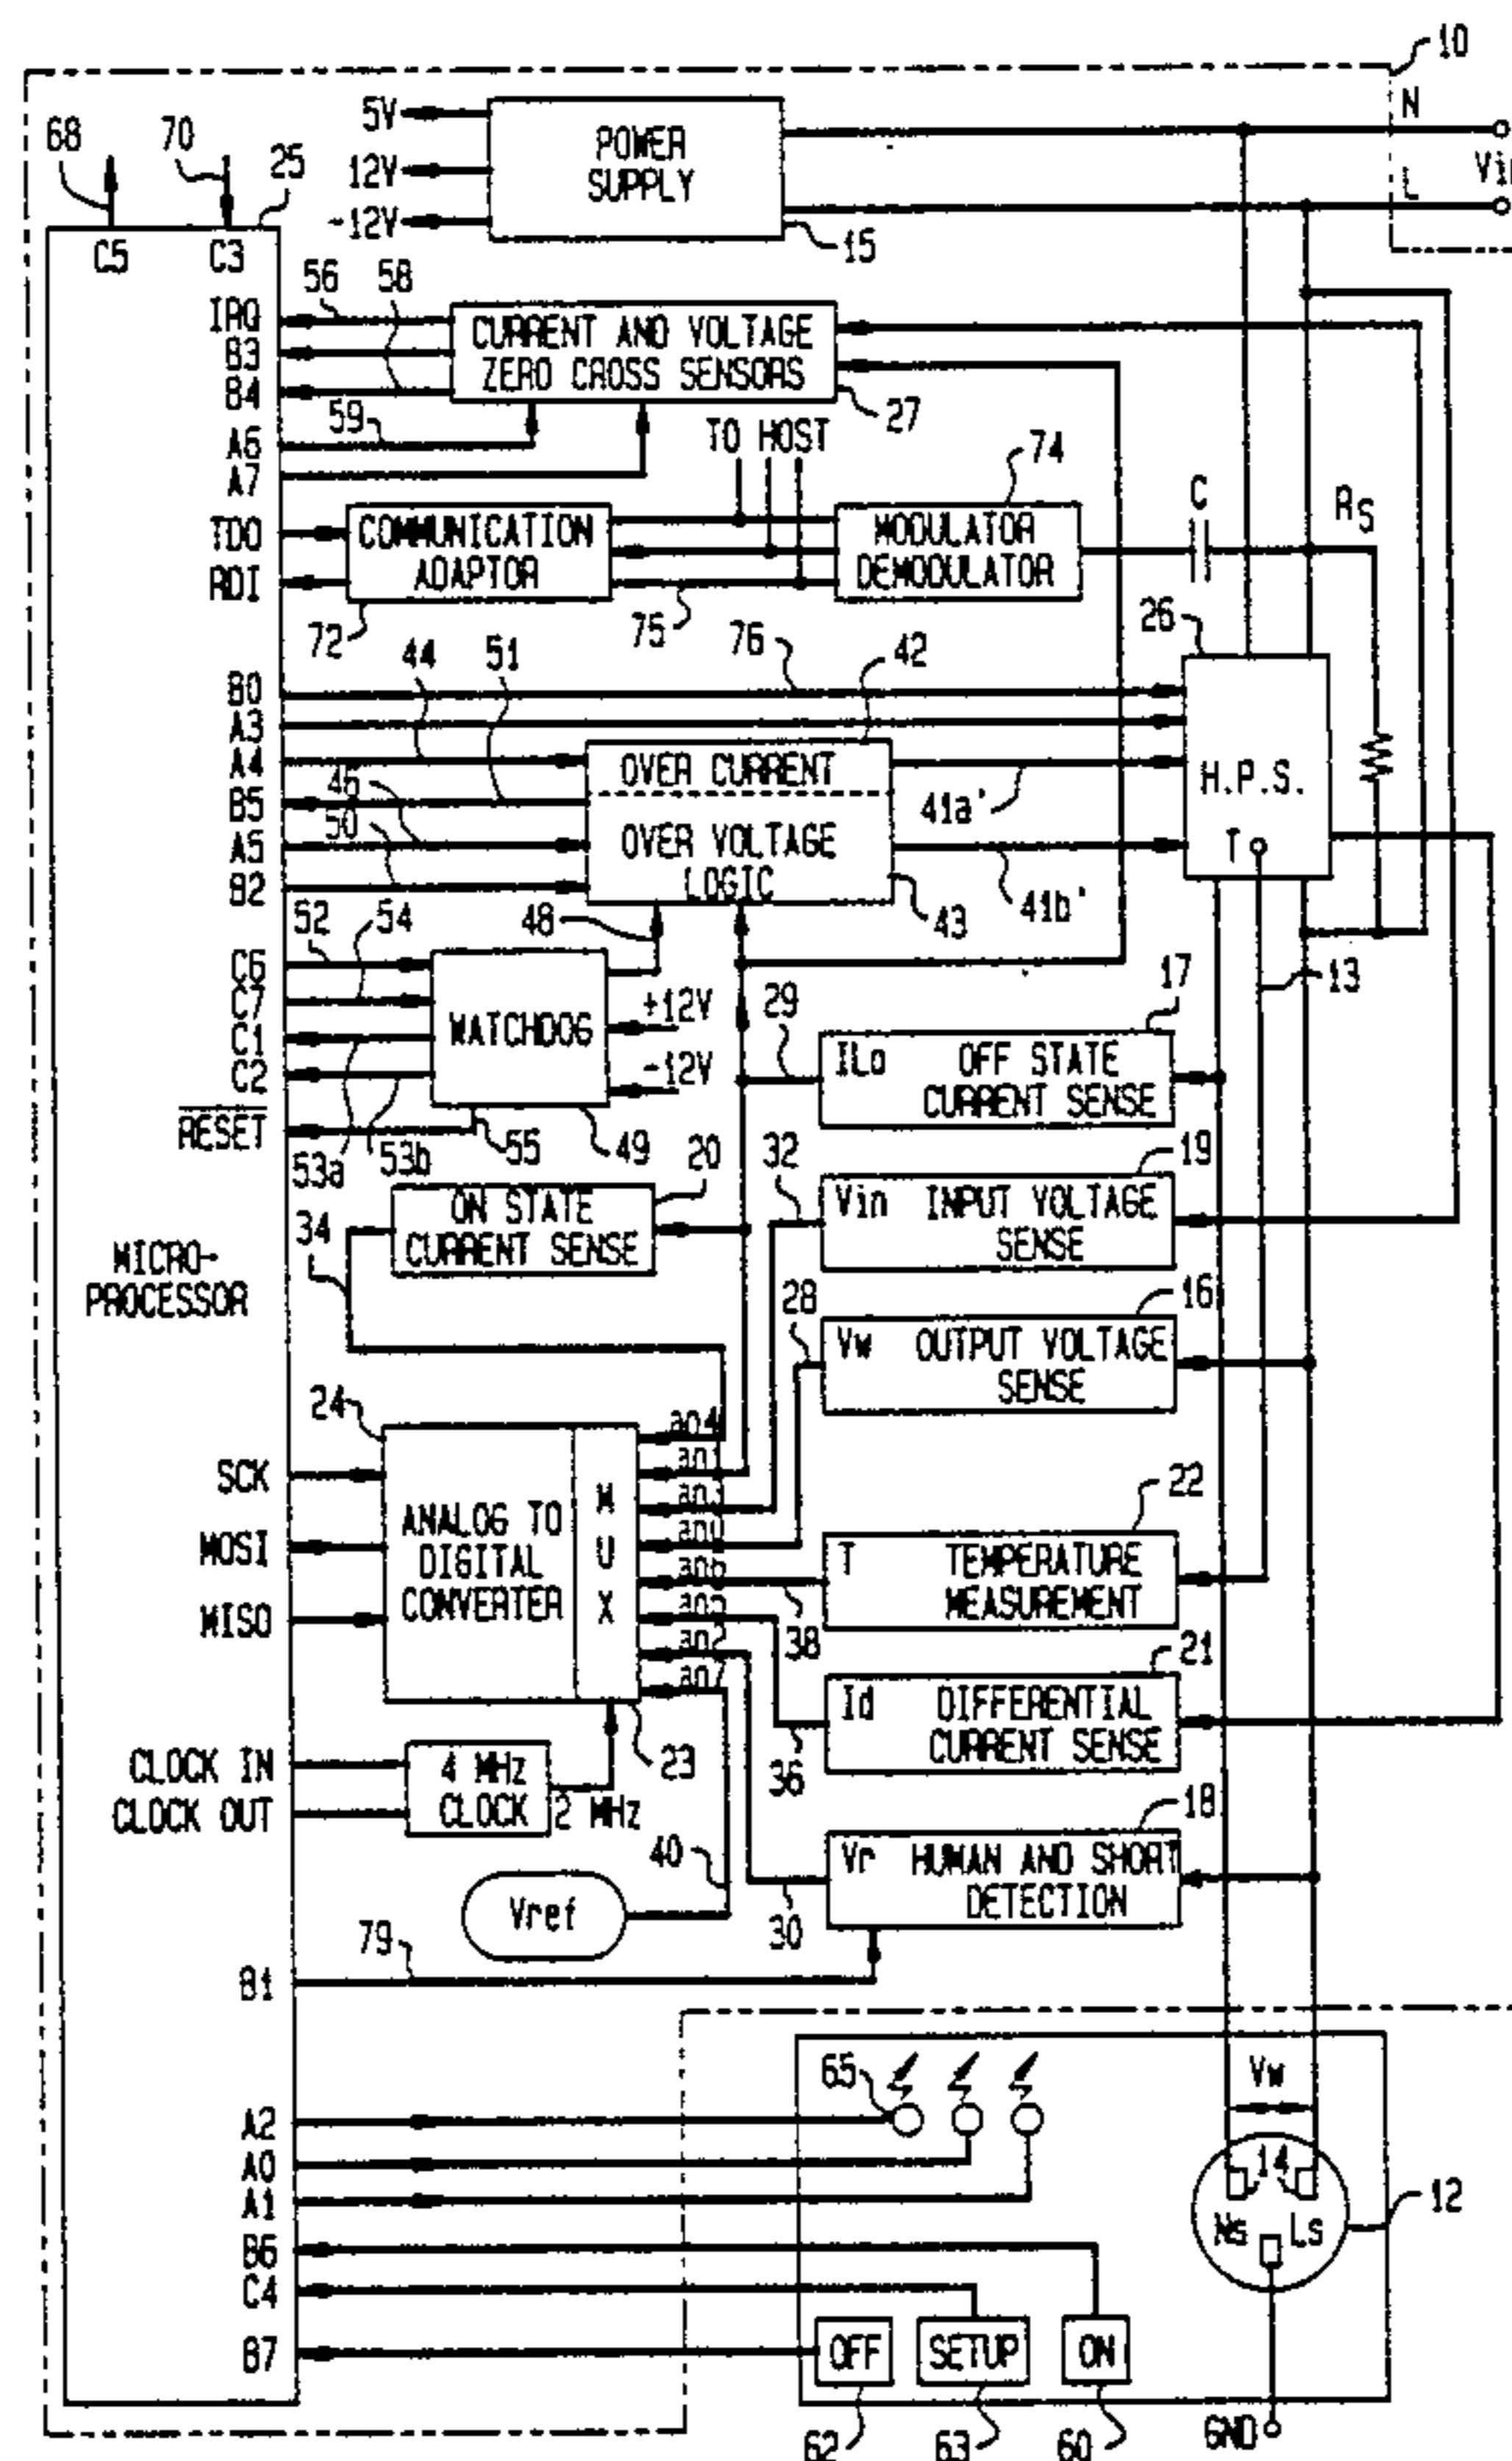 10
N
L
Vi
68
70
25
5V
12V
-12V
POWER
SUPPLY
15
C5
C3
56
58
IRQ
B3
B4
CURRENT AND VOLTAGE
ZERO CROSS SENSORS
27
59
A6
A7
TO HOST
74
C
RS
TDO
RDI
COMMUNICATION
ADAPTOR
MODULATOR
DEMODULATOR
72
75
26
44
51
76
42
B0
A3
A4
B5
A5
B2
46
50
OVER CURRENT
OVER VOLTAGE
LOGIC
41a'
41b'
43
H.P.S.
T
48
52
54
C6
C7
C1
C2
RESET
WATCHDOG
+12V
-12V
53a
53b
55
49
17
13
29
ILo
OFF STATE
CURRENT SENSE
20
ON STATE
CURRENT SENSE
34
32
19
Vin
INPUT VOLTAGE
SENSE
MICRO-
PROCESSOR
28
16
Vw
OUTPUT VOLTAGE
SENSE
24
SCK
MOSI
MISO
ANALOG TO
DIGITAL
CONVERTER
M
U
X
an4
an1
an3
an0
an6
an5
an2
an7
22
T
TEMPERATURE
MEASUREMENT
38
21
Id
DIFFERENTIAL
CURRENT SENSE
36
23
CLOCK IN
CLOCK OUT
4 MHz
CLOCK
2 MHz
40
18
Vr
HUMAN AND SHORT
DETECTION
30
Vref
79
B1
65
Vw
A2
A0
A1
B6
C4
B7
14
Ns
Ls
12
OFF
SETUP
ON
62
63
60
GND